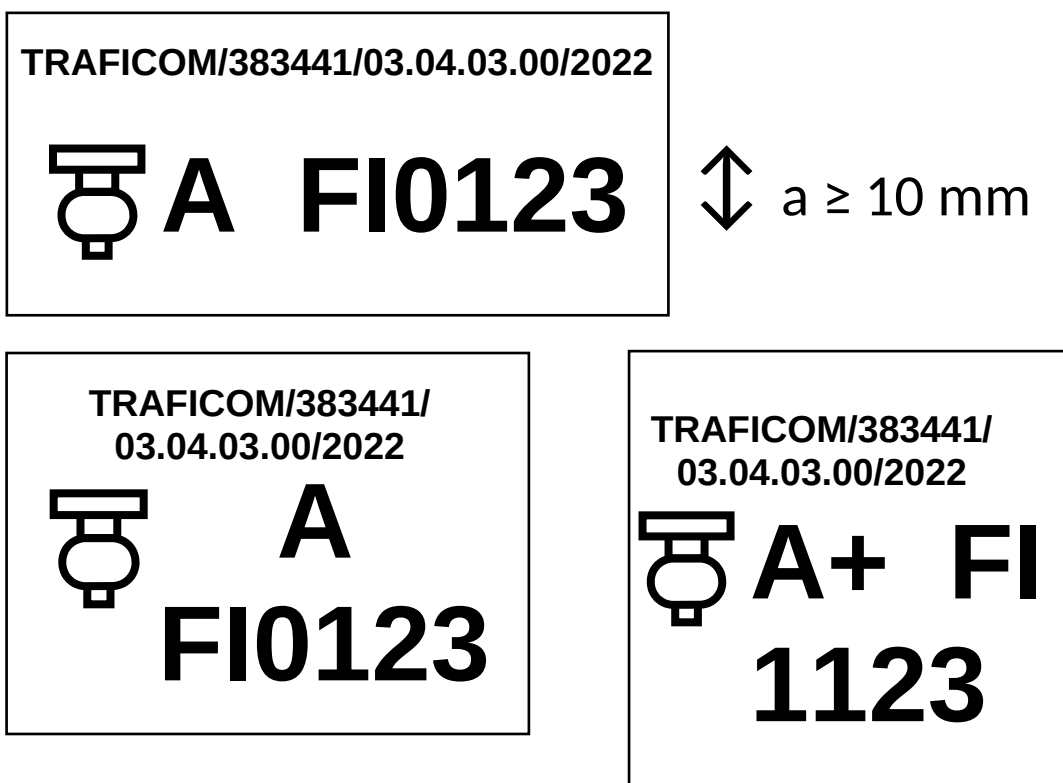 TRAFICOM/383441/03.04.03.00/2022
A FI0123
a ≥ 10 mm
TRAFICOM/383441/
03.04.03.00/2022
A
FI0123
TRAFICOM/383441/
03.04.03.00/2022
A+ FI
1123